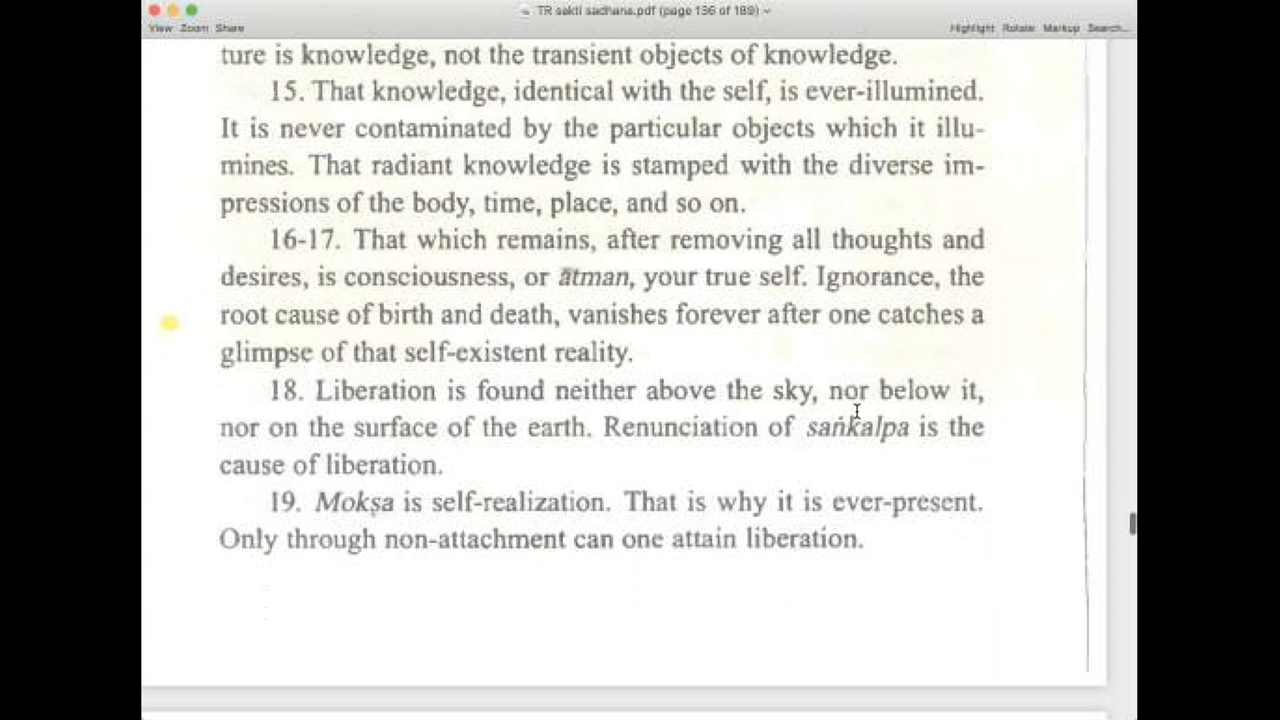 TR sakti sadhana.pdf (page 136 of 189)
View Zoom Share Highlight Rotate Markup Search...
ture is knowledge, not the transient objects of knowledge.
15. That knowledge, identical with the self, is ever-illumined.
It is never contaminated by the particular objects which it illu-
mines. That radiant knowledge is stamped with the diverse im-
pressions of the body, time, place, and so on.
16-17. That which remains, after removing all thoughts and
desires, is consciousness, or ātman, your true self. Ignorance, the
root cause of birth and death, vanishes forever after one catches a
glimpse of that self-existent reality.
18. Liberation is found neither above the sky, nor below it,
nor on the surface of the earth. Renunciation of saṅkalpa is the
cause of liberation.
19. Mokṣa is self-realization. That is why it is ever-present.
Only through non-attachment can one attain liberation.